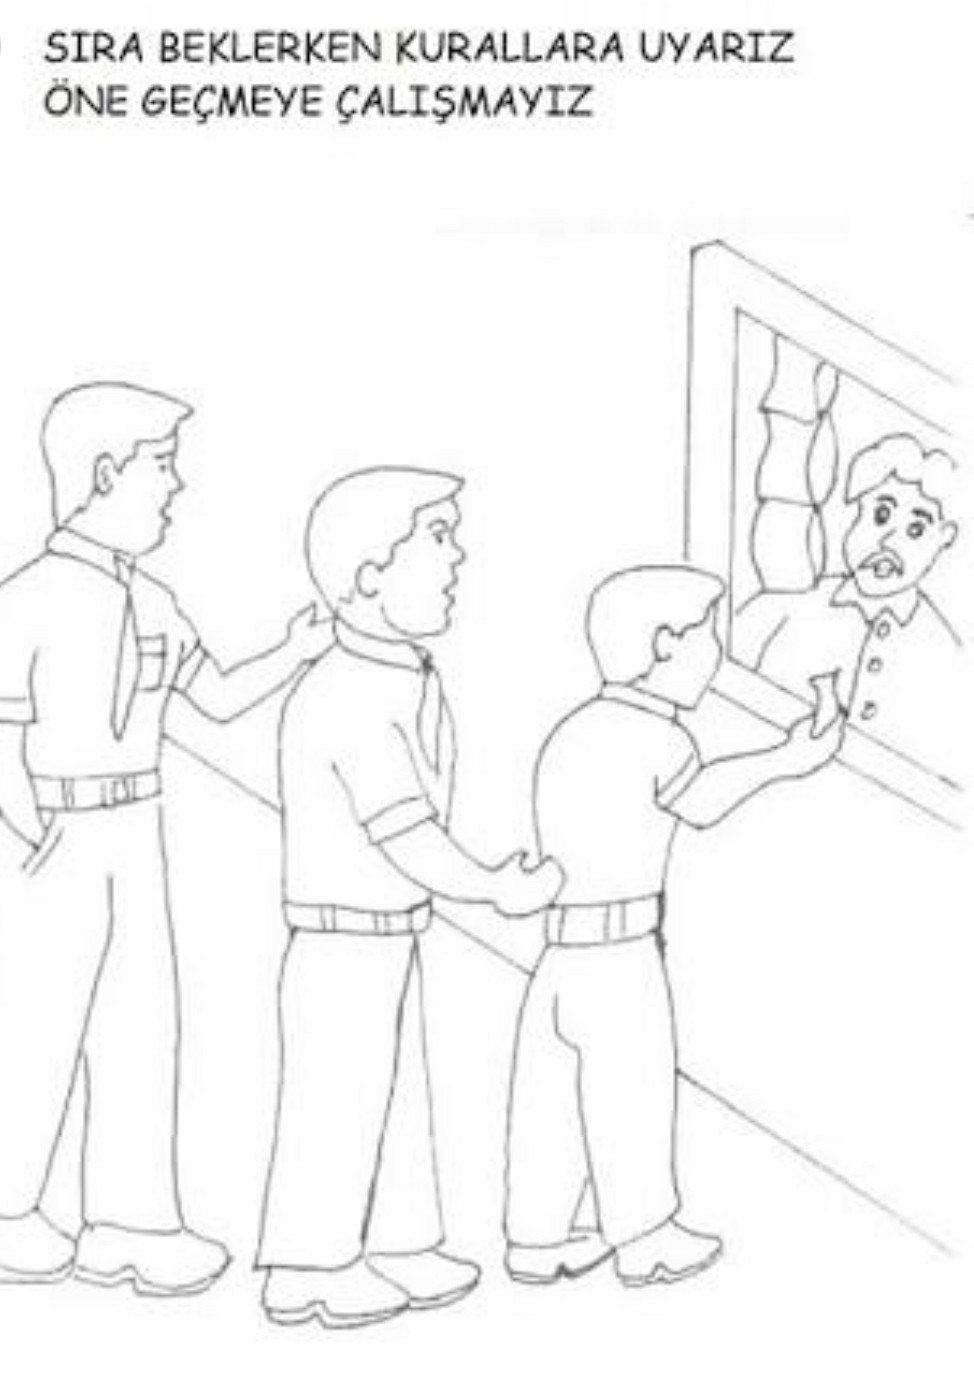 SIRA BEKLERKEN KURALLARA UYARIZ
ÖNE GEÇMEYE ÇALIŞMAYIZ